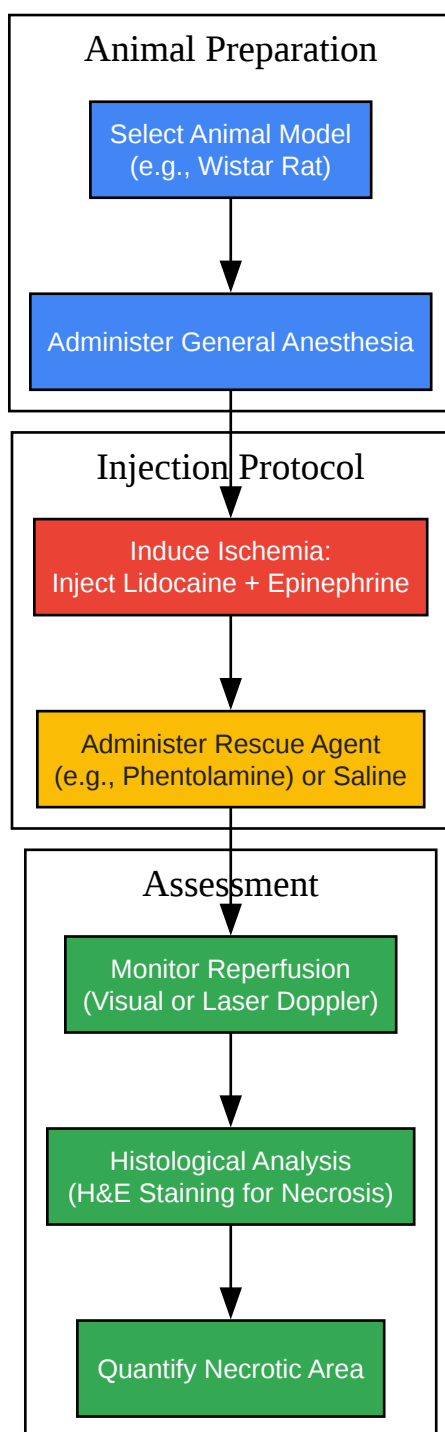 Animal Preparation
Select Animal Model
(e.g., Wistar Rat)
Administer General Anesthesia
Injection Protocol
Induce Ischemia:
Inject Lidocaine + Epinephrine
Administer Rescue Agent
(e.g., Phentolamine) or Saline
Assessment
Monitor Reperfusion
(Visual or Laser Doppler)
Histological Analysis
(H&E Staining for Necrosis)
Quantify Necrotic Area